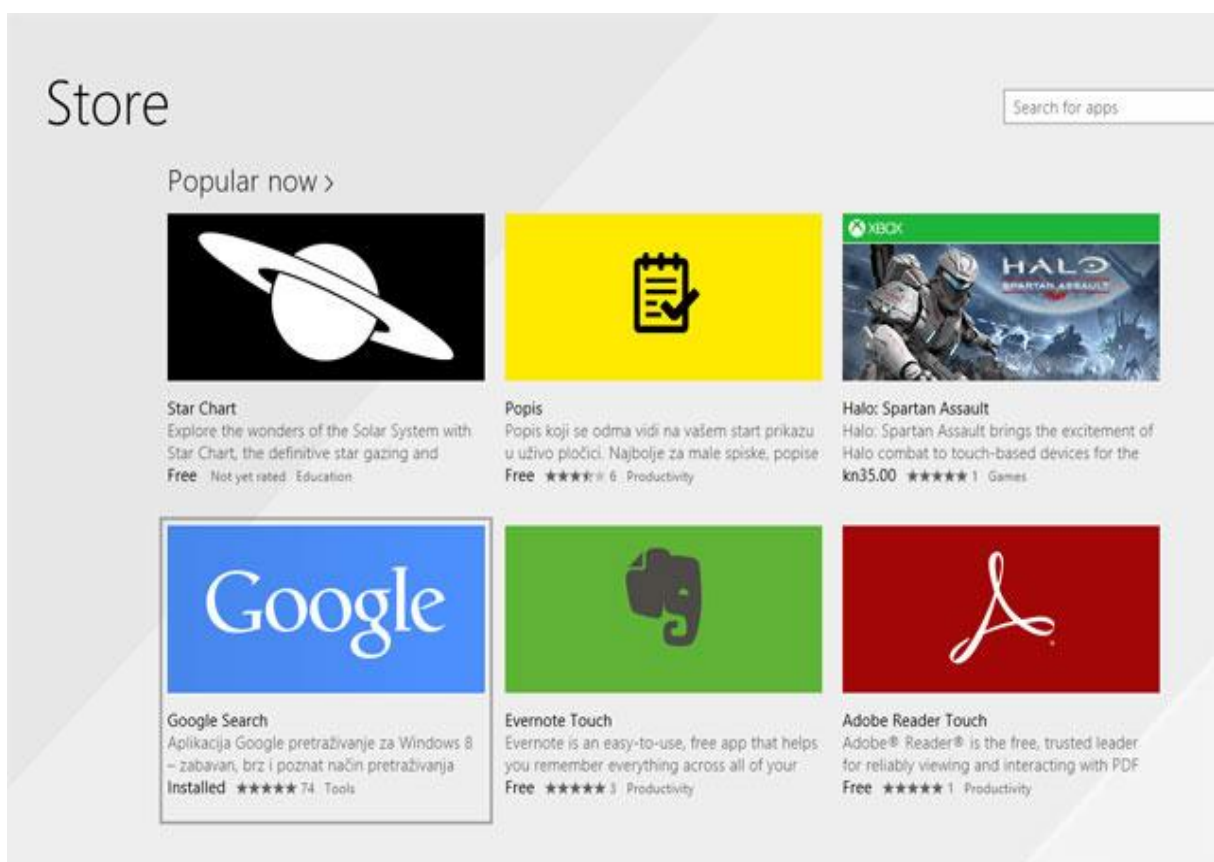 Store
Search for apps
Popular now >
XBOX
HALO
SPARTAN ASSAULT
Star Chart
Explore the wonders of the Solar System with
Star Chart, the definitive star gazing and
Free Not yet rated Education
Popis
Popis koji se odma vidi na vašem start prikazu
u uživo pločici. Najbolje za male spiske, popise
Free 6 Productivity
Halo: Spartan Assault
Halo: Spartan Assault brings the excitement of
Halo combat to touch-based devices for the
kn35.00 ★★★★★ 1 Games
Google
Google Search
Aplikacija Google pretraživanje za Windows 8
– zabavan, brz i poznat način pretraživanja
Installed ★★★★★ 74 Tools
Evernote Touch
Evernote is an easy-to-use, free app that helps
you remember everything across all of your
Free ★★★★★ 3 Productivity
Adobe Reader Touch
Adobe® Reader® is the free, trusted leader
for reliably viewing and interacting with PDF
Free ★★★★★ 1 Productivity